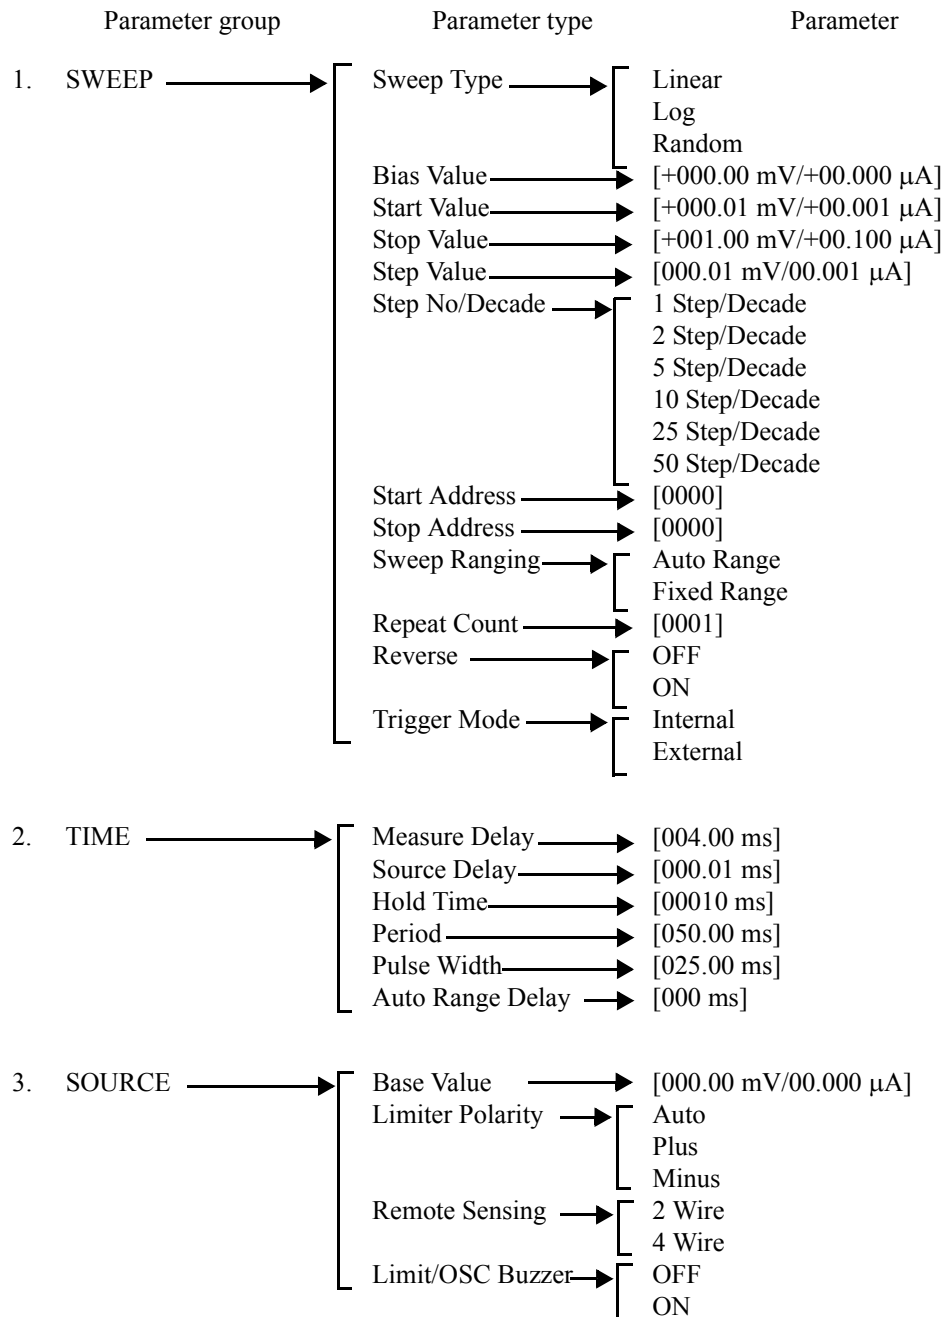 Parameter group Parameter type Parameter
1. SWEEP Sweep Type Linear
Log
Random
Bias Value [+000.00 mV/+00.000 µA]
Start Value [+000.01 mV/+00.001 µA]
Stop Value [+001.00 mV/+00.100 µA]
Step Value [000.01 mV/00.001 µA]
Step No/Decade 1 Step/Decade
2 Step/Decade
5 Step/Decade
10 Step/Decade
25 Step/Decade
50 Step/Decade
Start Address [0000]
Stop Address [0000]
Sweep Ranging Auto Range
Fixed Range
Repeat Count [0001]
Reverse OFF
ON
Trigger Mode Internal
External
2. TIME Measure Delay [004.00 ms]
Source Delay [000.01 ms]
Hold Time [00010 ms]
Period [050.00 ms]
Pulse Width [025.00 ms]
Auto Range Delay [000 ms]
3. SOURCE Base Value [000.00 mV/00.000 µA]
Limiter Polarity Auto
Plus
Minus
Remote Sensing 2 Wire
4 Wire
Limit/OSC Buzzer OFF
ON